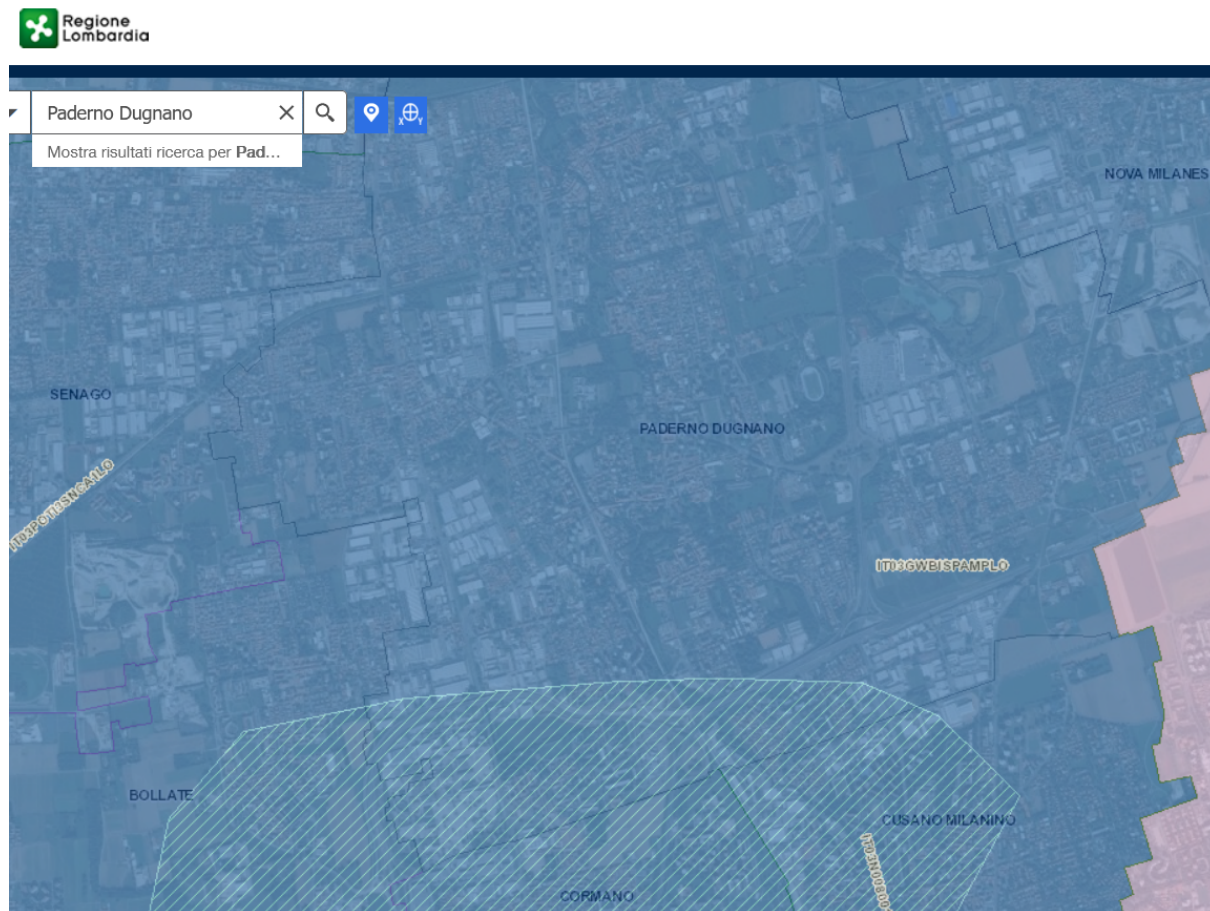 Regione
Lombardia
Paderno Dugnano
X Y
Mostra risultati ricerca per Pad...
NOVA MILANES
SENAGO
PADERNO DUGNANO
IT03GWBISPAMPLO
BOLLATE
CUSANO MILANINO
CORMANO